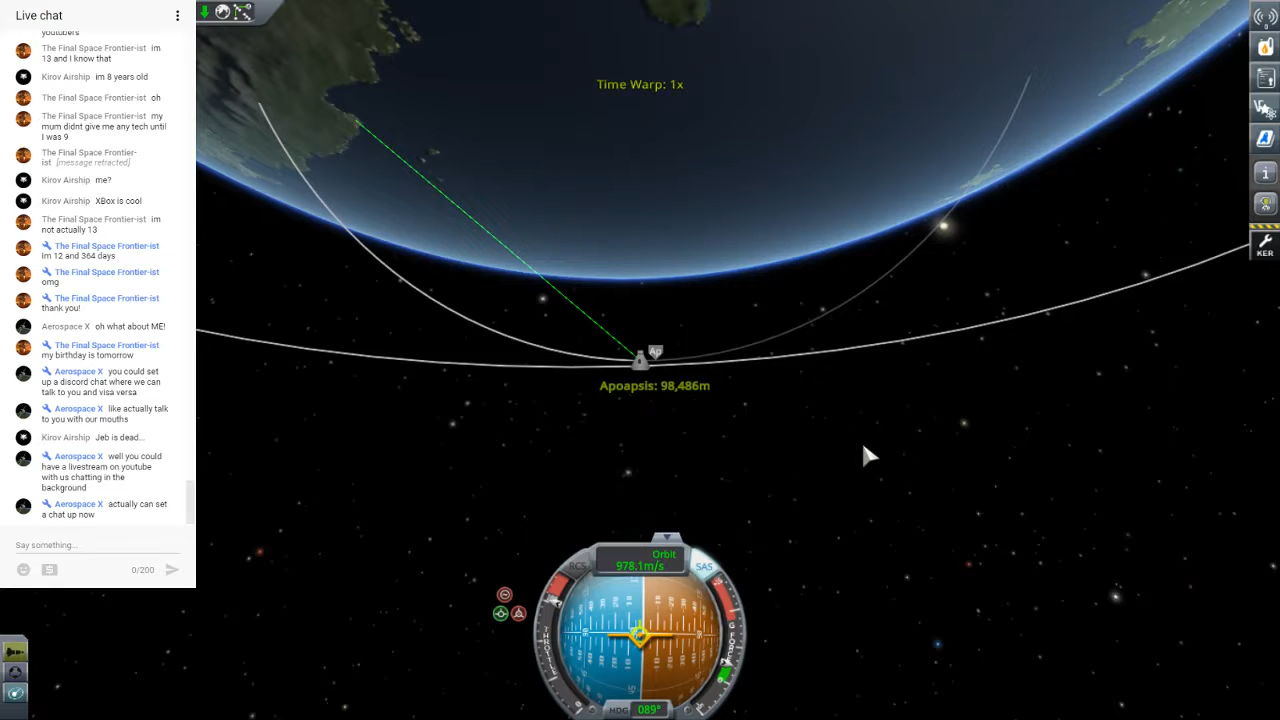 Live chat
youtubers
The Final Space Frontier-ist im
13 and I know that
Kirov Airship im 8 years old
The Final Space Frontier-ist oh
The Final Space Frontier-ist my
mum didnt give me any tech until
I was 9
The Final Space Frontier-
ist [message retracted]
Kirov Airship me?
Kirov Airship XBox is cool
The Final Space Frontier-ist im
not actually 13
The Final Space Frontier-ist
im 12 and 364 days
The Final Space Frontier-ist
omg
The Final Space Frontier-ist
thank you!
Aerospace X oh what about ME!
The Final Space Frontier-ist
my birthday is tomorrow
Aerospace X you could set
up a discord chat where we can
talk to you and visa versa
Aerospace X like actually talk
to you with our mouths
Kirov Airship Jeb is dead...
Aerospace X well you could
have a livestream on youtube
with us chatting in the
background
Aerospace X actually can set
a chat up now
Say something...
0/200
Time Warp: 1x
Ap
Apoapsis: 98,486m
KER
Orbit
978.1m/s
RCS
SAS
THROTTLE
G FORCE
HDG 089°